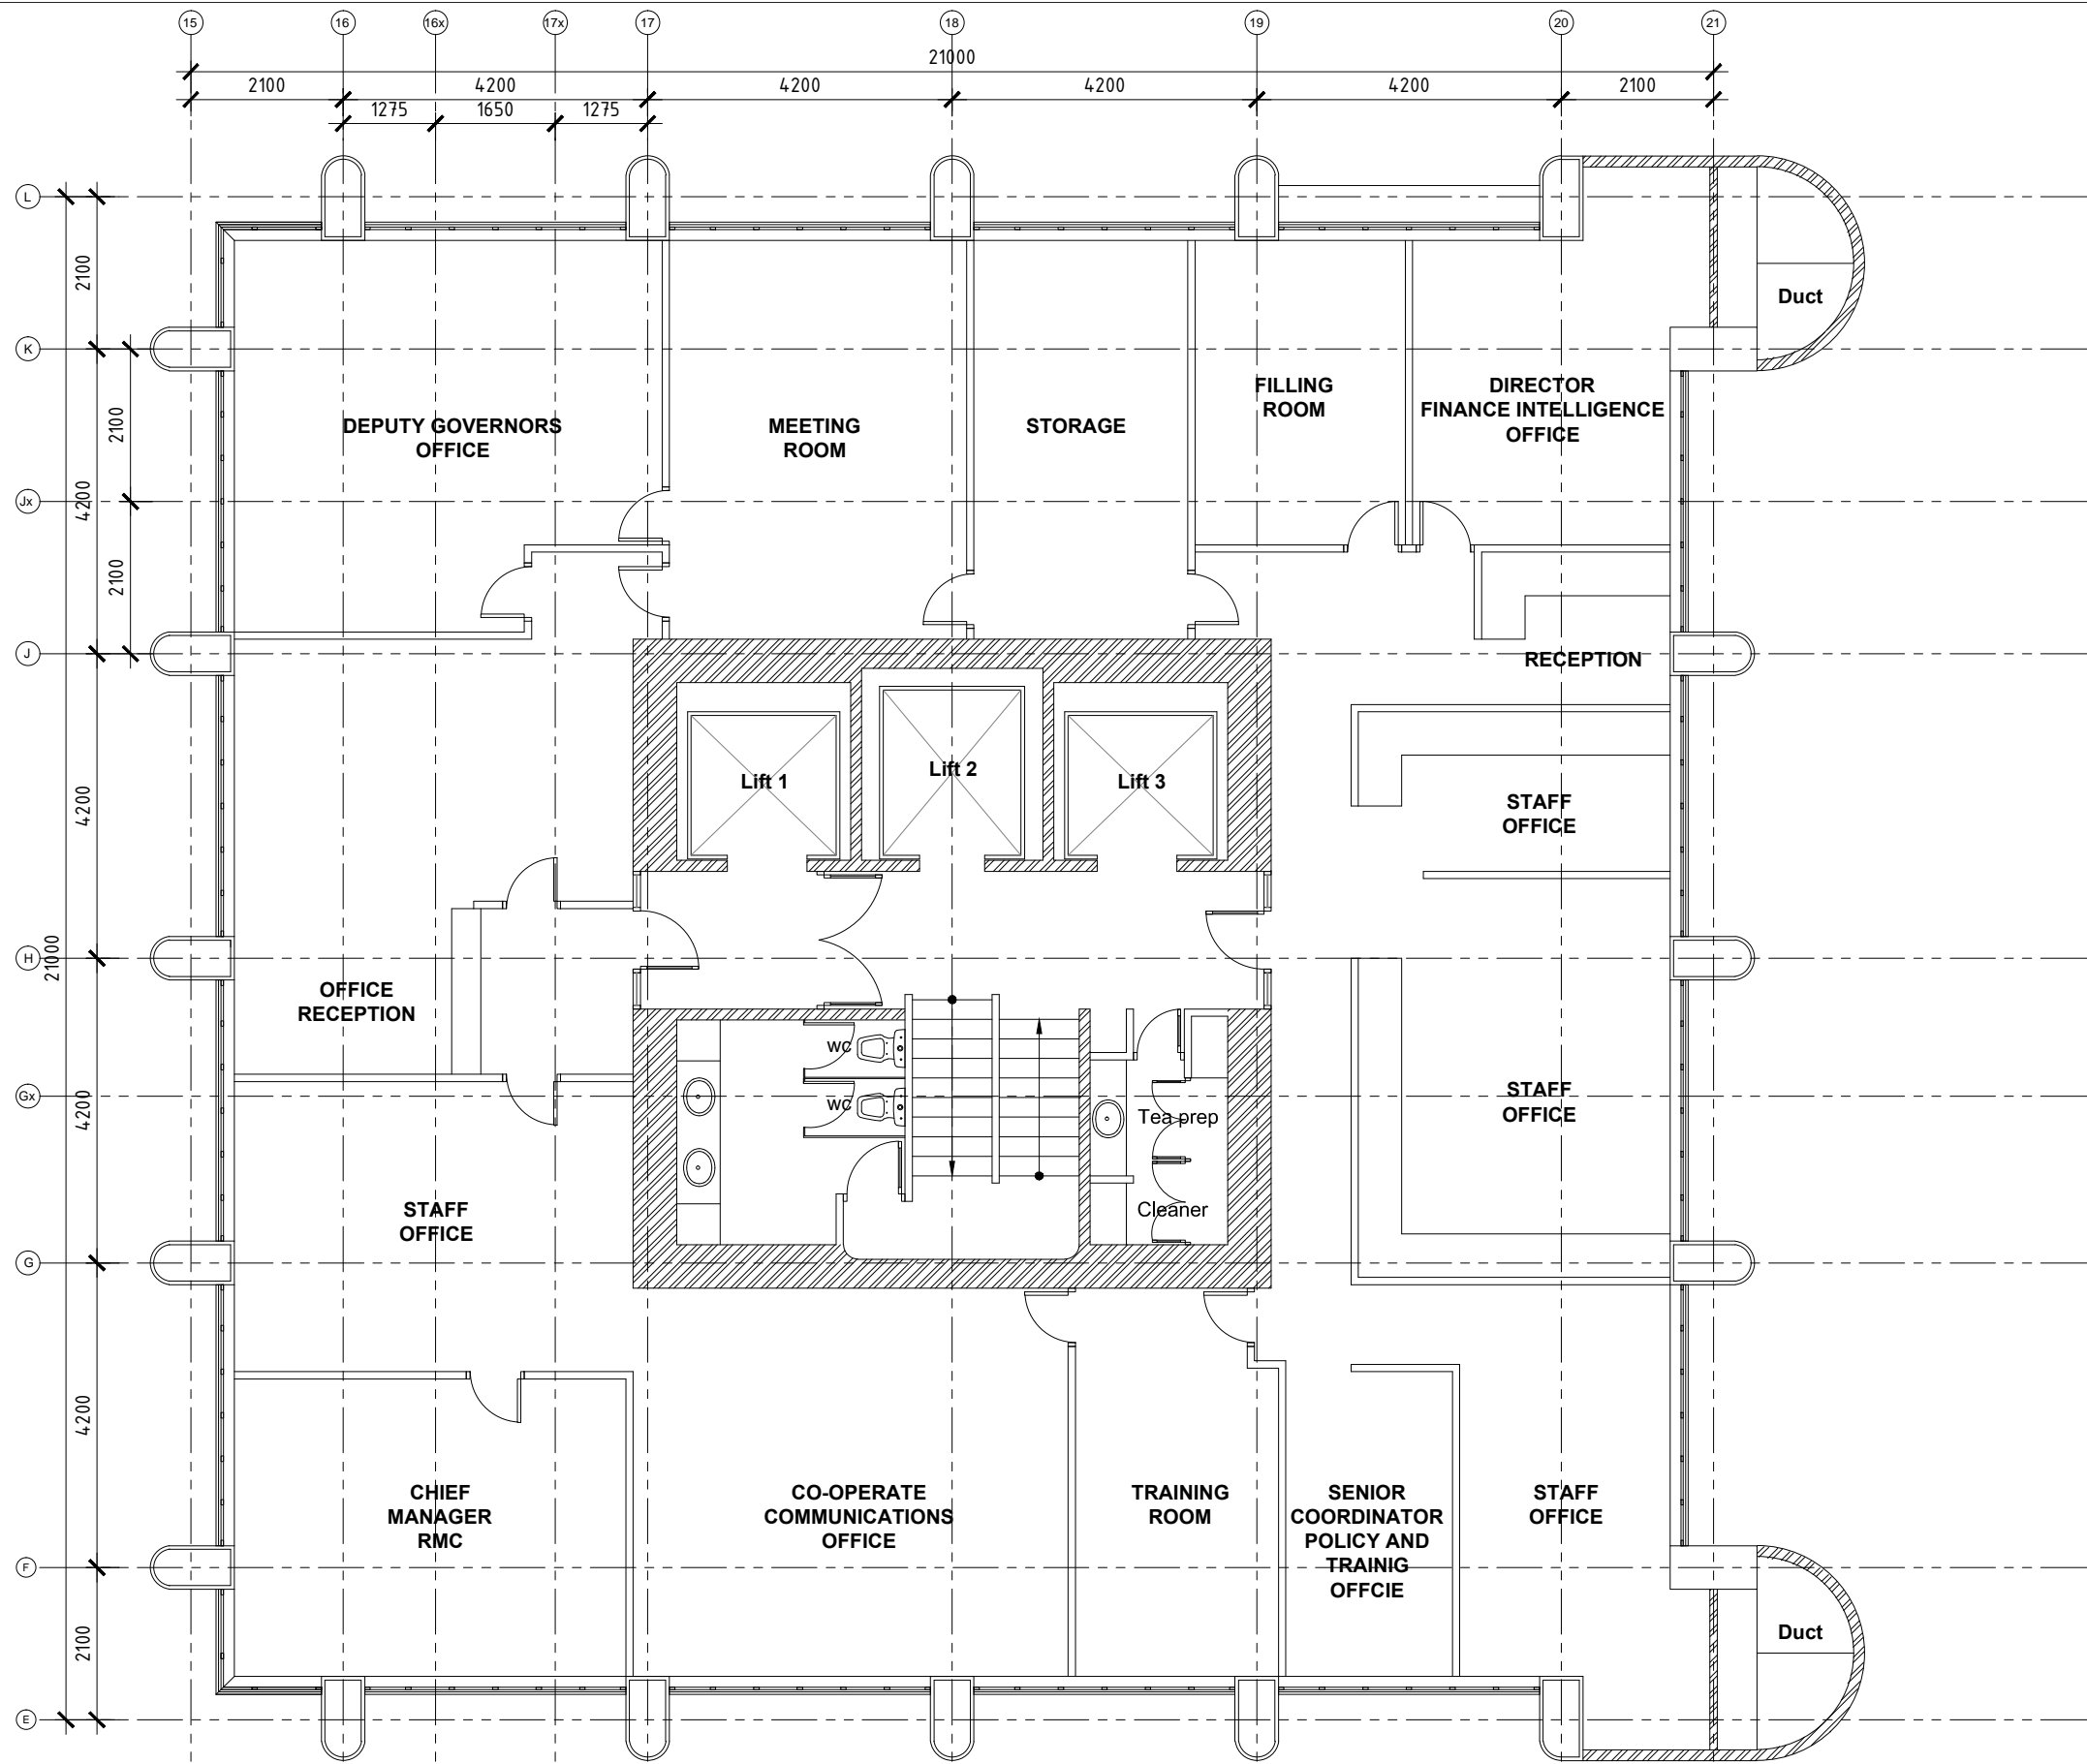 15 16 16x 17x 17 18 19 20 21
21000
2100 4200 4200 4200 4200 2100
1275 1650 1275
L
2100
Duct
K
2100
FILLING
ROOM
DIRECTOR
FINANCE INTELLIGENCE
OFFICE
DEPUTY GOVERNORS
OFFICE
MEETING
ROOM
STORAGE
Jx
4200
2100
J
RECEPTION
Lift 1
Lift 2
Lift 3
4200
STAFF
OFFICE
H
21000
OFFICE
RECEPTION
WC
WC
Gx
4200
STAFF
OFFICE
Tea prep
Cleaner
STAFF
OFFICE
G
4200
CHIEF
MANAGER
RMC
CO-OPERATE
COMMUNICATIONS
OFFICE
TRAINING
ROOM
SENIOR
COORDINATOR
POLICY AND
TRAINIG
OFFCIE
STAFF
OFFICE
F
2100
Duct
E